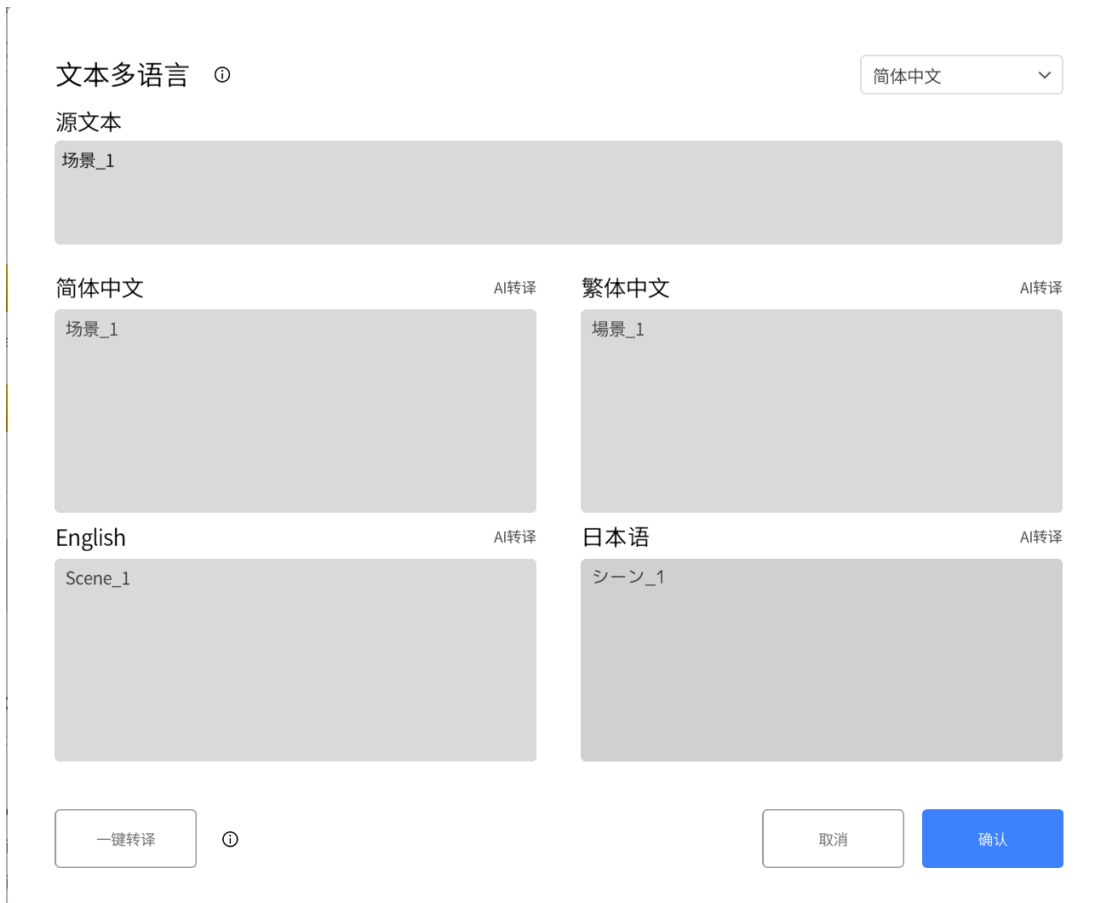 文本多语言
简体中文
源文本
场景_1
简体中文 AI转译
繁体中文 AI转译
场景_1
場景_1
English AI转译
日本语 AI转译
Scene_1
シーン_1
一键转译
取消
确认